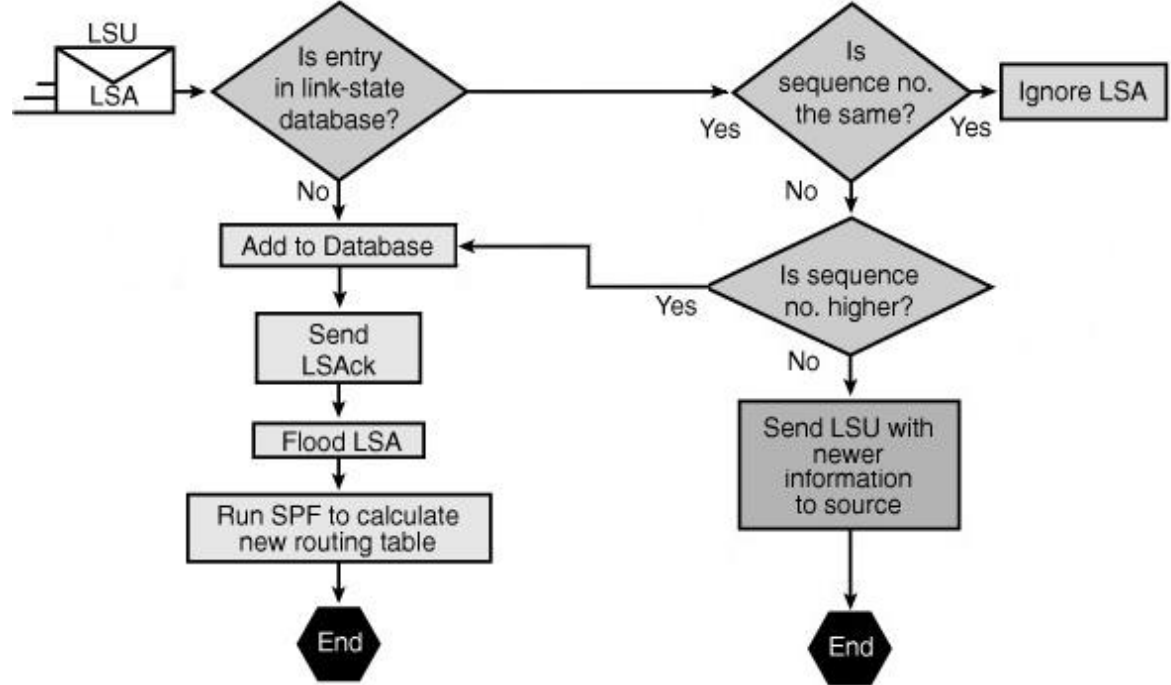 LSU
LSA
Is entry
in link-state
database?
Is
sequence no.
the same?
Ignore LSA
Yes
Yes
No
No
Add to Database
Is sequence
no. higher?
Yes
Send
LSAck
No
Flood LSA
Send LSU with
newer
information
to source
Run SPF to calculate
new routing table
End
End